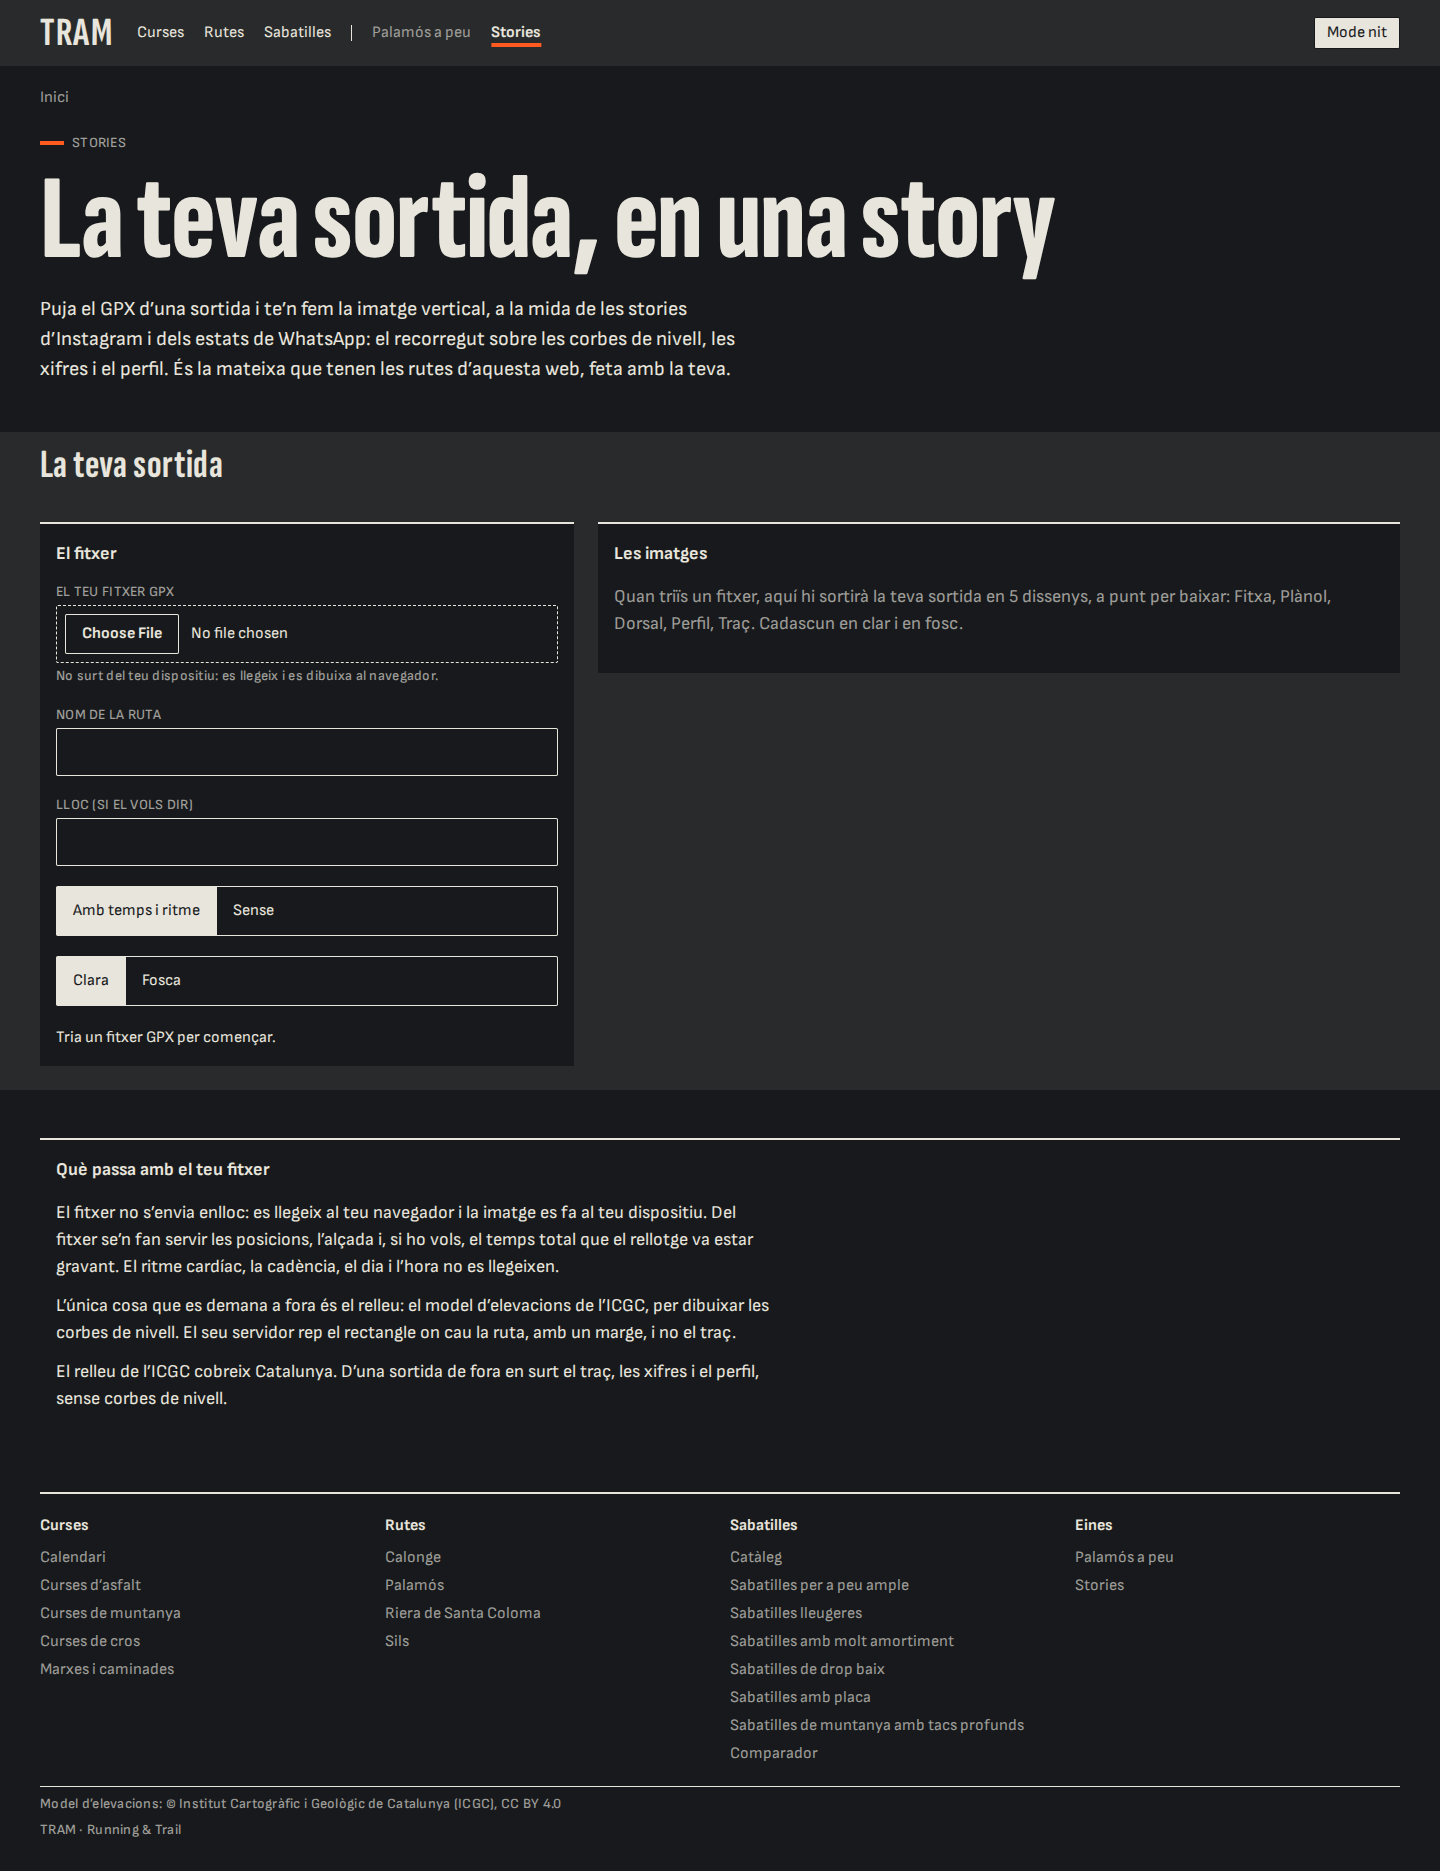 TRAM
Curses
Rutes
Sabatilles
Palamós a peu
Stories
Mode nit
Inici
STORIES
La teva sortida, en una story
Puja el GPX d’una sortida i te’n fem la imatge vertical, a la mida de les stories
d’Instagram i dels estats de WhatsApp: el recorregut sobre les corbes de nivell, les
xifres i el perfil. És la mateixa que tenen les rutes d’aquesta web, feta amb la teva.
La teva sortida
El fitxer
EL TEU FITXER GPX
Choose File No file chosen
No surt del teu dispositiu: es llegeix i es dibuixa al navegador.
NOM DE LA RUTA
LLOC (SI EL VOLS DIR)
Amb temps i ritme
Sense
Clara
Fosca
Tria un fitxer GPX per començar.
Les imatges
Quan triïs un fitxer, aquí hi sortirà la teva sortida en 5 dissenys, a punt per baixar: Fitxa, Plànol,
Dorsal, Perfil, Traç. Cadascun en clar i en fosc.
Què passa amb el teu fitxer
El fitxer no s’envia enlloc: es llegeix al teu navegador i la imatge es fa al teu dispositiu. Del
fitxer se’n fan servir les posicions, l’alçada i, si ho vols, el temps total que el rellotge va estar
gravant. El ritme cardíac, la cadència, el dia i l’hora no es llegeixen.
L’única cosa que es demana a fora és el relleu: el model d’elevacions de l’ICGC, per dibuixar les
corbes de nivell. El seu servidor rep el rectangle on cau la ruta, amb un marge, i no el traç.
El relleu de l’ICGC cobreix Catalunya. D’una sortida de fora en surt el traç, les xifres i el perfil,
sense corbes de nivell.
Curses
Calendari
Curses d’asfalt
Curses de muntanya
Curses de cros
Marxes i caminades
Rutes
Calonge
Palamós
Riera de Santa Coloma
Sils
Sabatilles
Catàleg
Sabatilles per a peu ample
Sabatilles lleugeres
Sabatilles amb molt amortiment
Sabatilles de drop baix
Sabatilles amb placa
Sabatilles de muntanya amb tacs profunds
Comparador
Eines
Palamós a peu
Stories
Model d’elevacions: © Institut Cartogràfic i Geològic de Catalunya (ICGC), CC BY 4.0
TRAM · Running & Trail